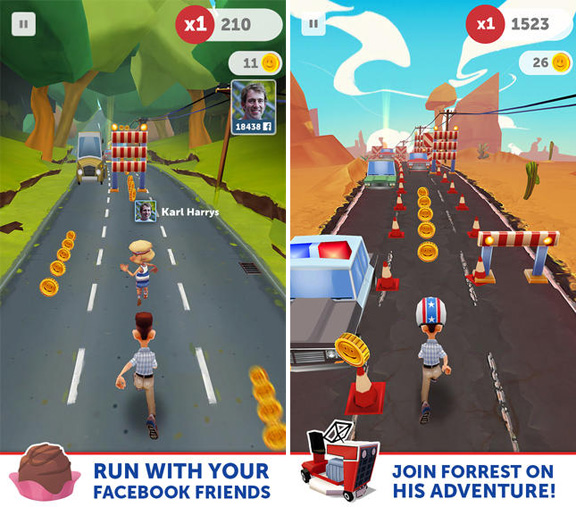 x1 210
11
18438 f
Karl Harrys
RUN WITH YOUR
FACEBOOK FRIENDS
x1 1523
26
JOIN FORREST ON
HIS ADVENTURE!